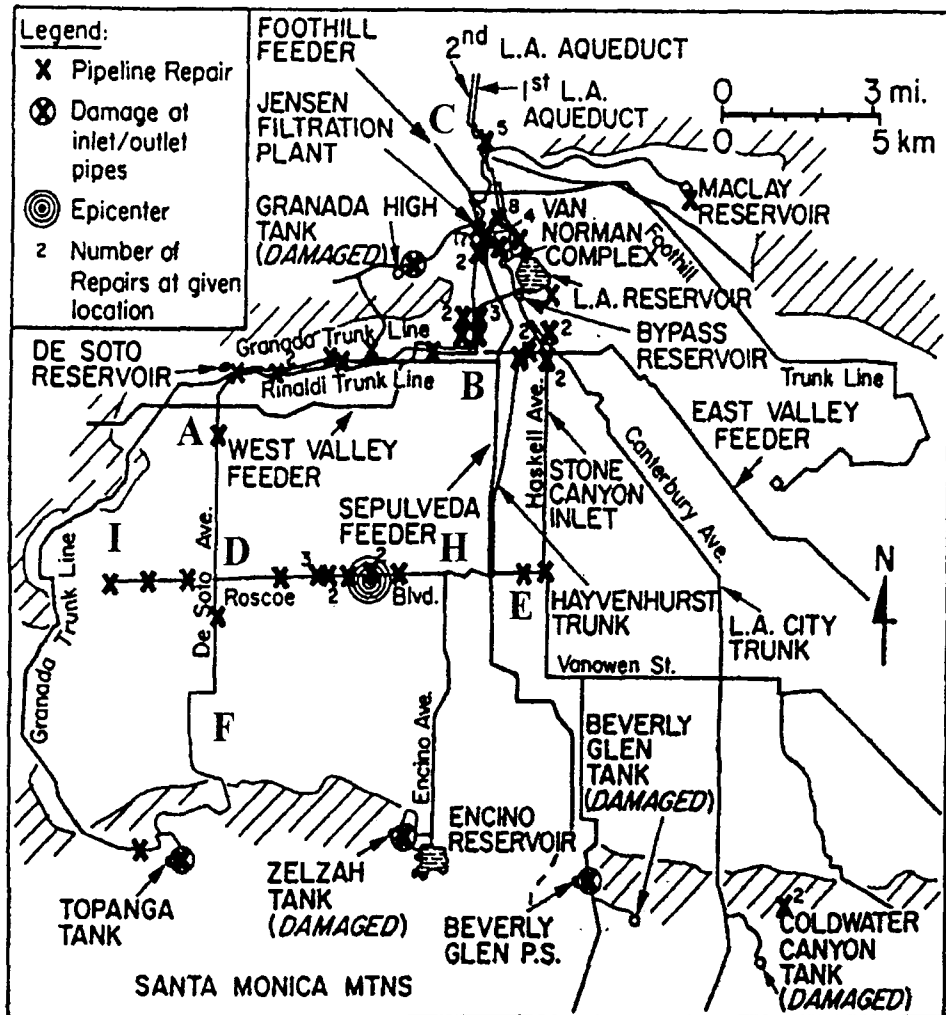 Legend:
X Pipeline Repair
Damage at
inlet/outlet
pipes
Epicenter
2 Number of
Repairs at given
location
FOOTHILL
FEEDER
2nd L.A. AQUEDUCT
1st L.A.
AQUEDUCT
0 3 mi.
0 5 km
JENSEN
FILTRATION
PLANT
C
5
MACLAY
RESERVOIR
GRANADA HIGH
TANK
(DAMAGED)
8
4
VAN
NORMAN
COMPLEX
Foothill
Trunk Line
17
2
L.A. RESERVOIR
BYPASS
RESERVOIR
2
3
2
2
2
DE SOTO
RESERVOIR
Granada Trunk Line
2
Rinaldi Trunk Line
B
A
WEST VALLEY
FEEDER
EAST VALLEY
FEEDER
Haskell Ave.
STONE
CANYON
INLET
Canterbury Ave.
SEPULVEDA
FEEDER
I
D
H
E
N
De Soto Ave.
3
2
2
Roscoe Blvd.
HAYVENHURST
TRUNK
L.A. CITY
TRUNK
Granada Trunk Line
Vanowen St.
F
Encino Ave.
BEVERLY
GLEN
TANK
(DAMAGED)
ENCINO
RESERVOIR
TOPANGA
TANK
ZELZAH
TANK
(DAMAGED)
BEVERLY
GLEN P.S.
2
COLDWATER
CANYON
TANK
(DAMAGED)
SANTA MONICA MTNS